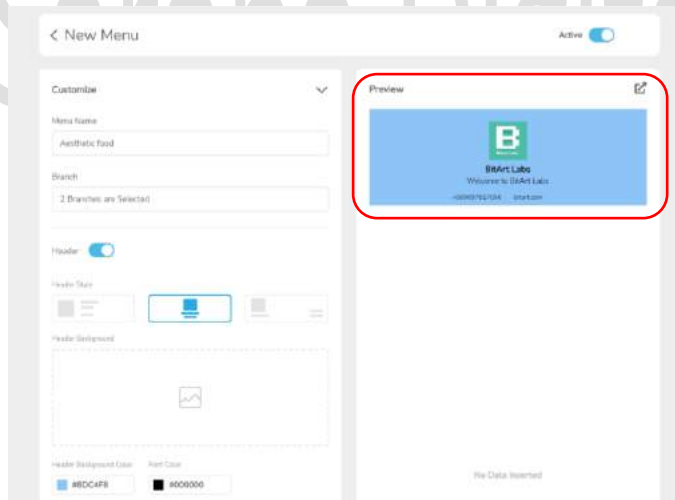 New Menu
Active
Customize
Menu Name
Aesthetic food
Branch
2 Branches are Selected
Header
Header Style
Header Background
Header Background Color
Font Color
#8DC4F8
#000000
Preview
B
BitArt Labs
Welcome to BitArt Labs
No Data Inserted